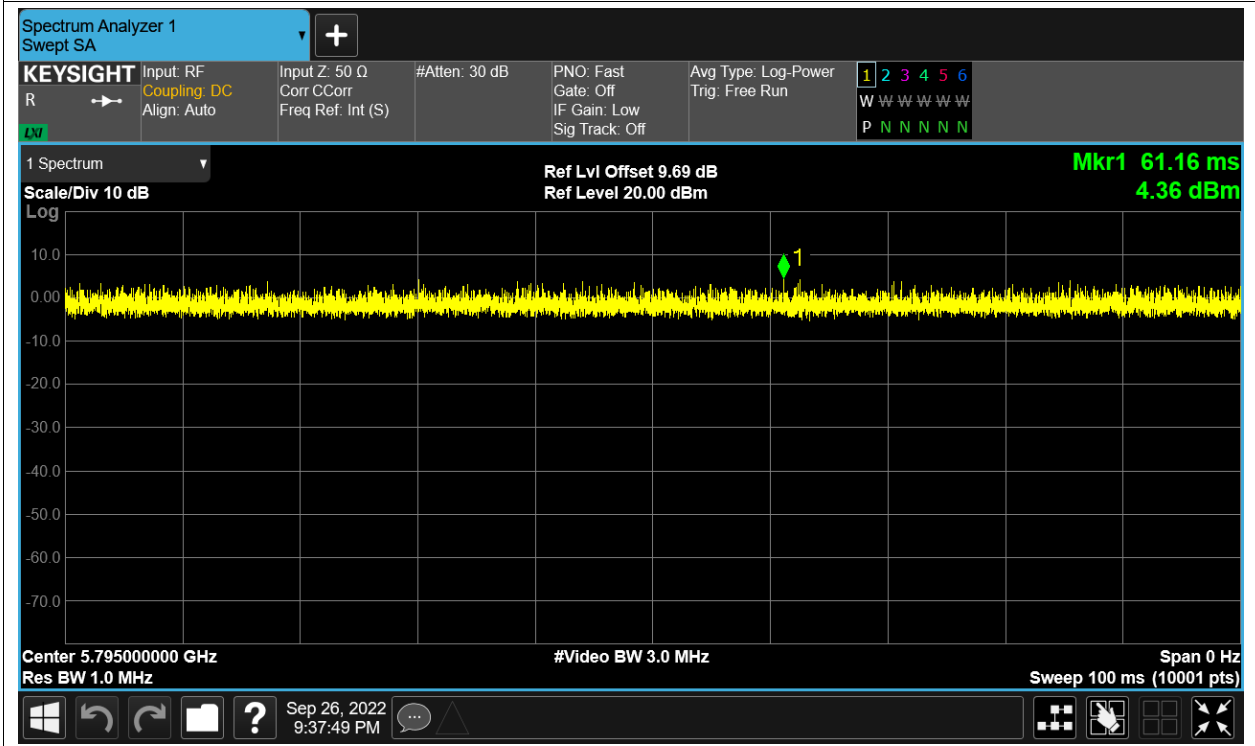 Spectrum Analyzer 1
Swept SA
KEYSIGHT
R
LXI
Input: RF
Coupling: DC
Align: Auto
Input Z: 50 Ω
Corr CCorr
Freq Ref: Int (S)
#Atten: 30 dB
PNO: Fast
Gate: Off
IF Gain: Low
Sig Track: Off
Avg Type: Log-Power
Trig: Free Run
1 2 3 4 5 6
W W W W W W
P N N N N N
1 Spectrum
Scale/Div 10 dB
Log
Ref Lvl Offset 9.69 dB
Ref Level 20.00 dBm
Mkr1 61.16 ms
4.36 dBm
1
10.0
0.00
-10.0
-20.0
-30.0
-40.0
-50.0
-60.0
-70.0
Center 5.795000000 GHz
Res BW 1.0 MHz
#Video BW 3.0 MHz
Span 0 Hz
Sweep 100 ms (10001 pts)
?
Sep 26, 2022
9:37:49 PM